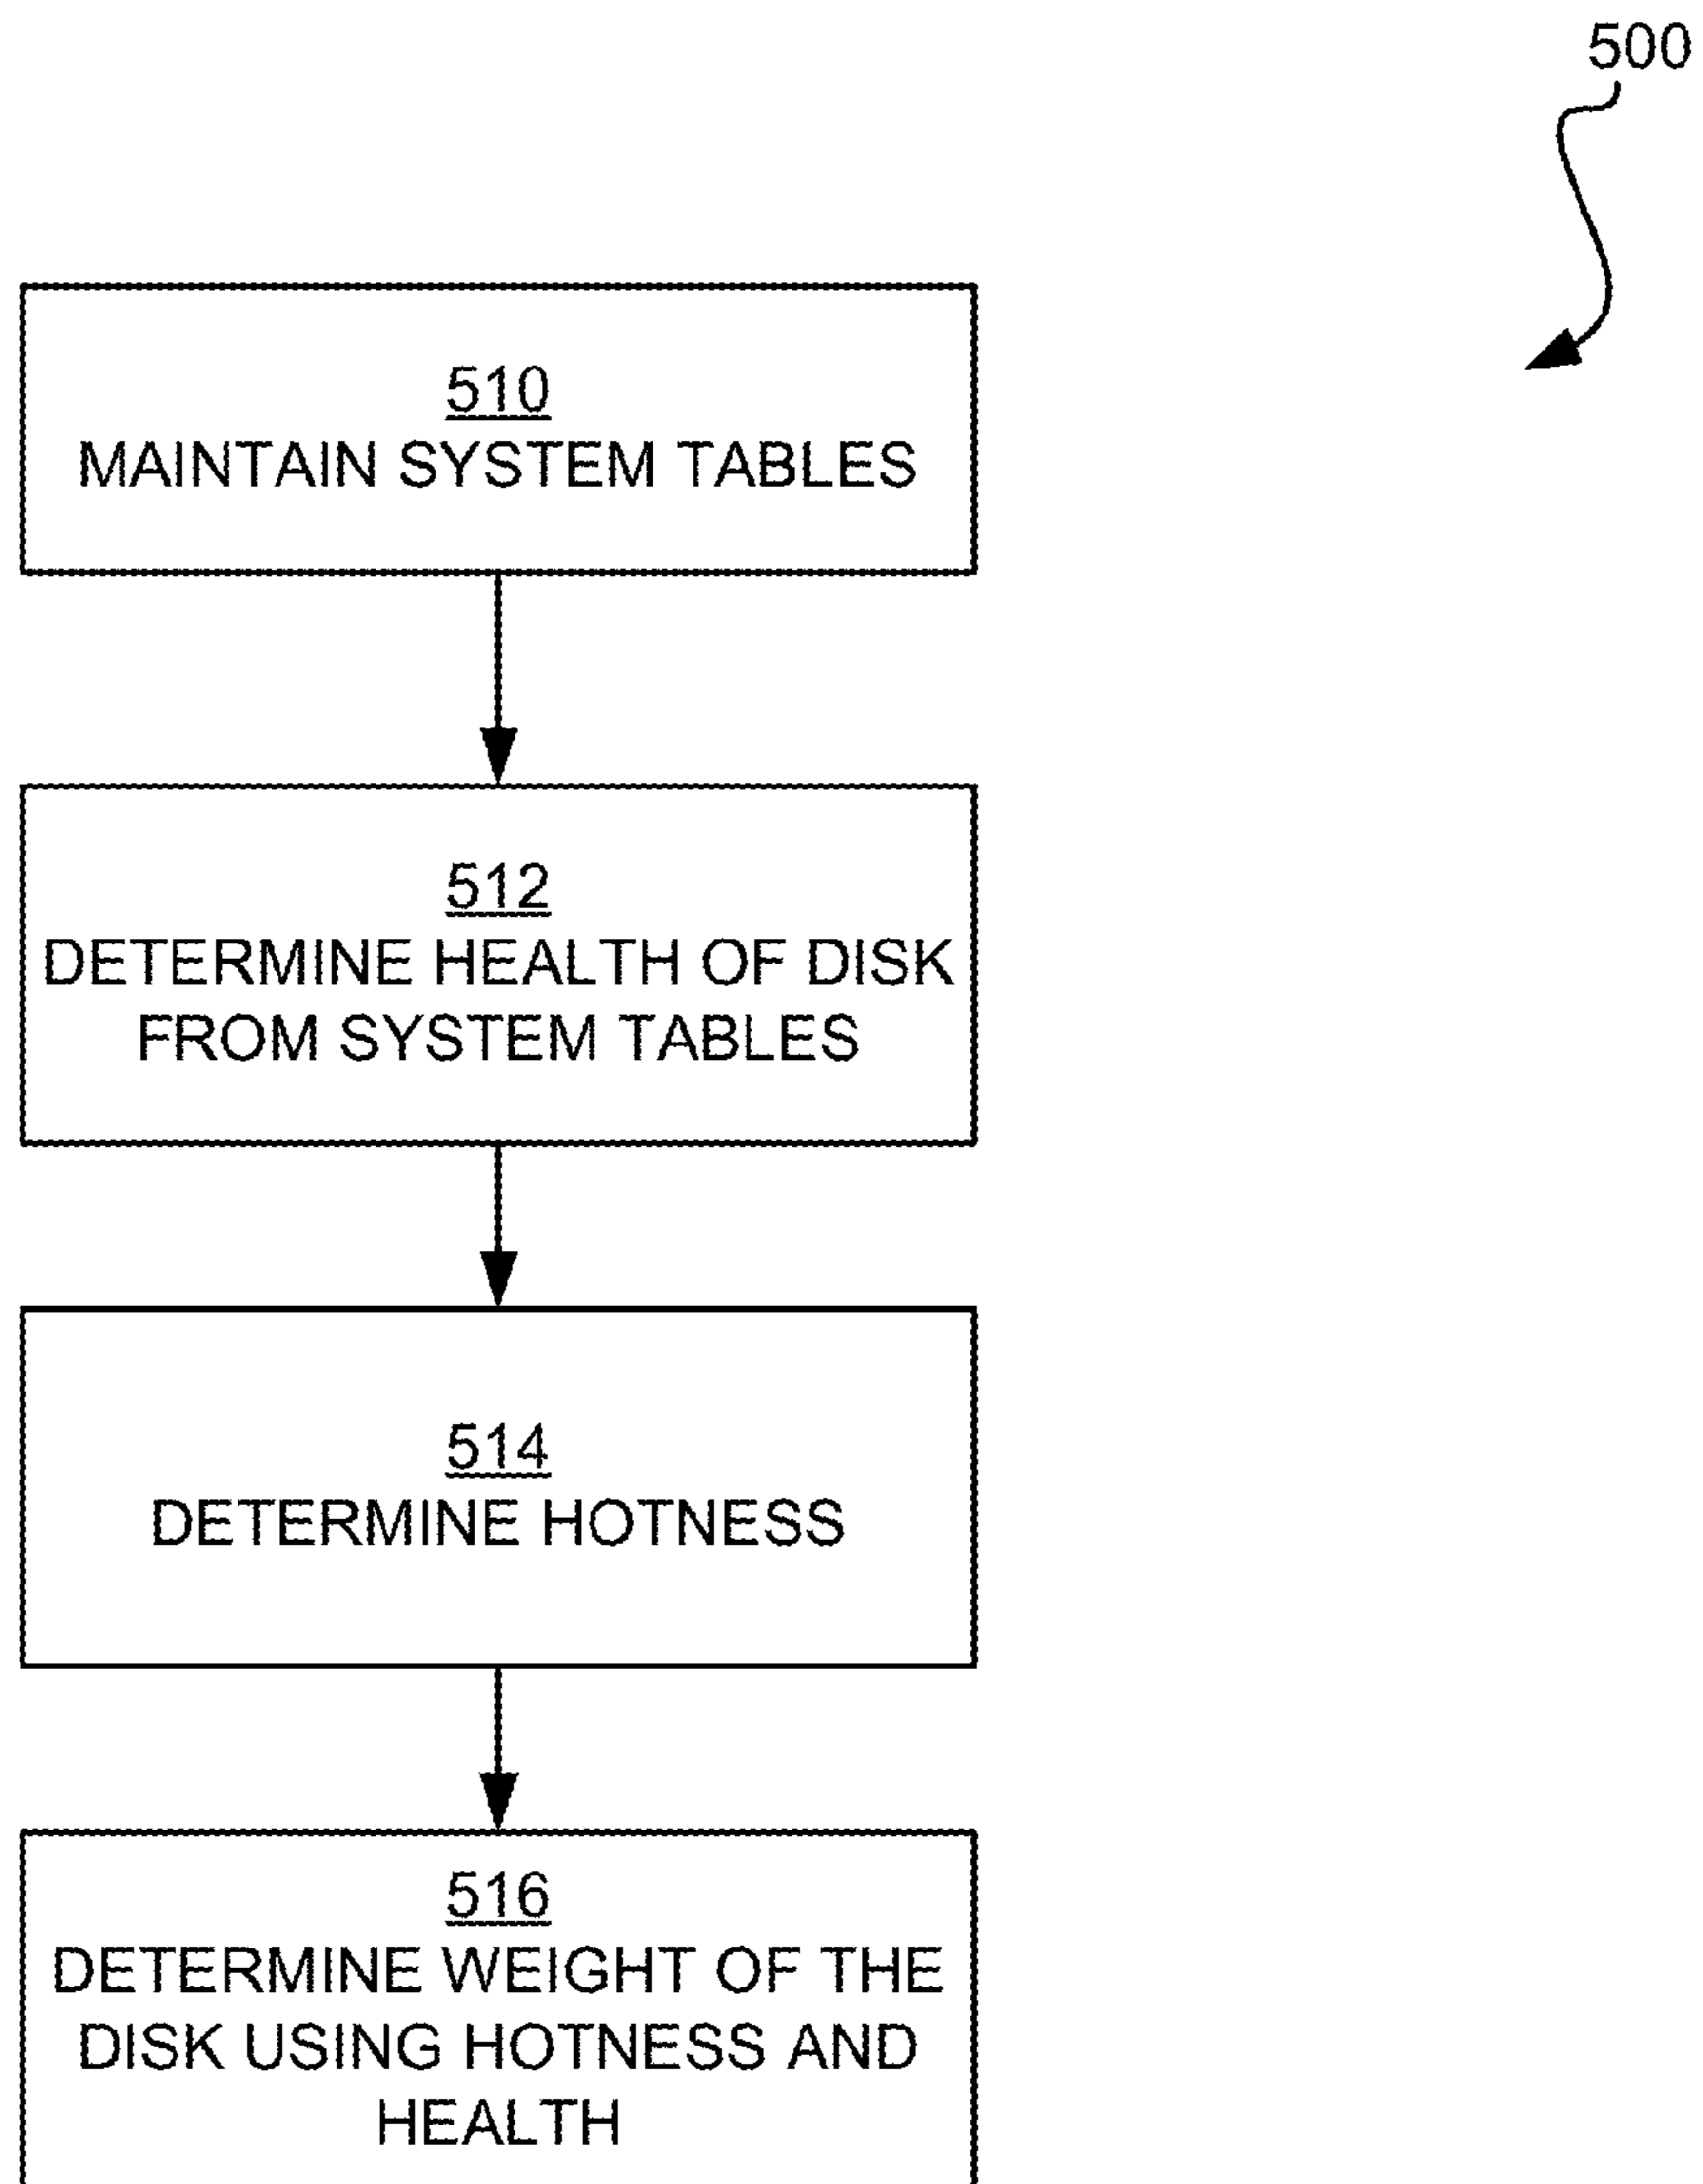 500
510
MAINTAIN SYSTEM TABLES
512
DETERMINE HEALTH OF DISK
FROM SYSTEM TABLES
514
DETERMINE HOTNESS
516
DETERMINE WEIGHT OF THE
DISK USING HOTNESS AND
HEALTH